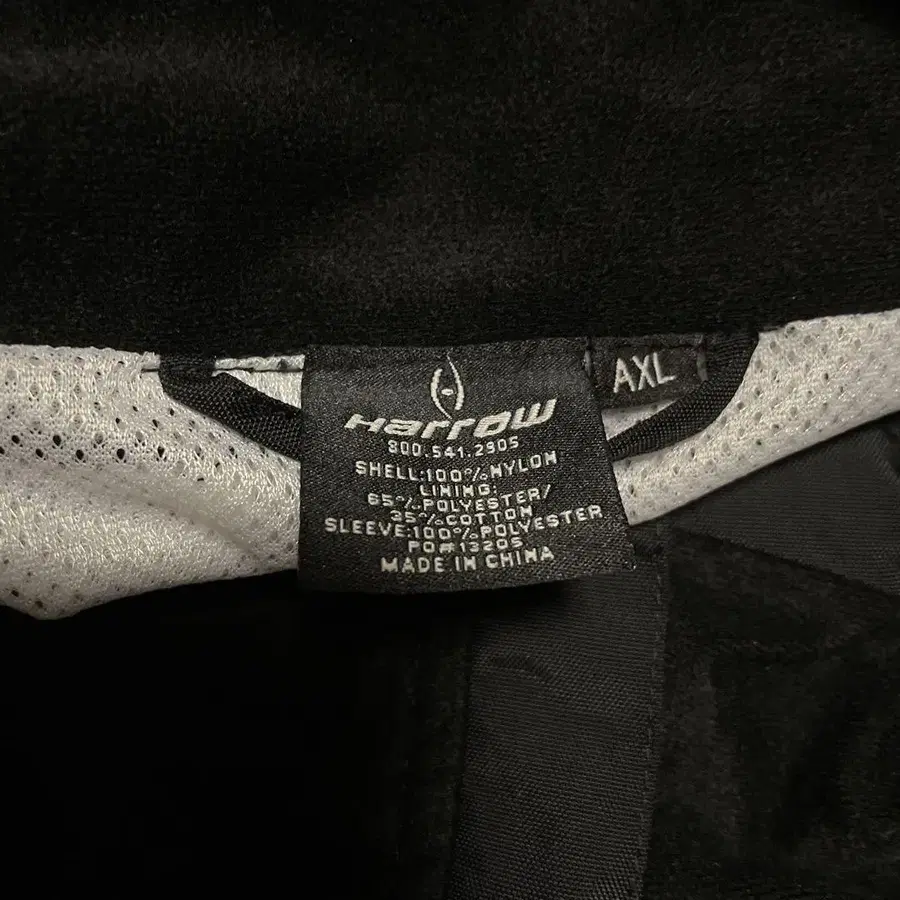 Harrow
AXL
800.541.2905
SHELL:100%NYLON
LINING:
65%POLYESTER/
35%COTTON
SLEEVE:100%POLYESTER
PO#13205
MADE IN CHINA